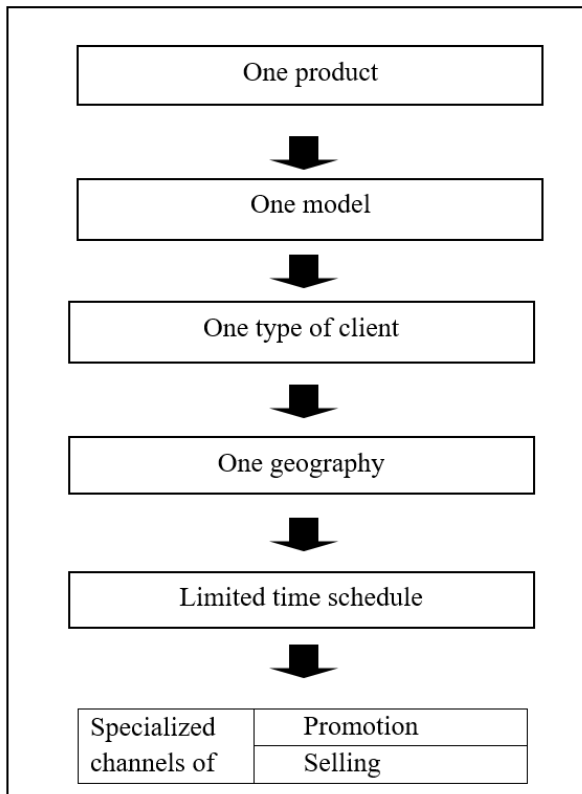 One product
One model
One type of client
One geography
Limited time schedule
Specialized
channels of
Promotion
Selling